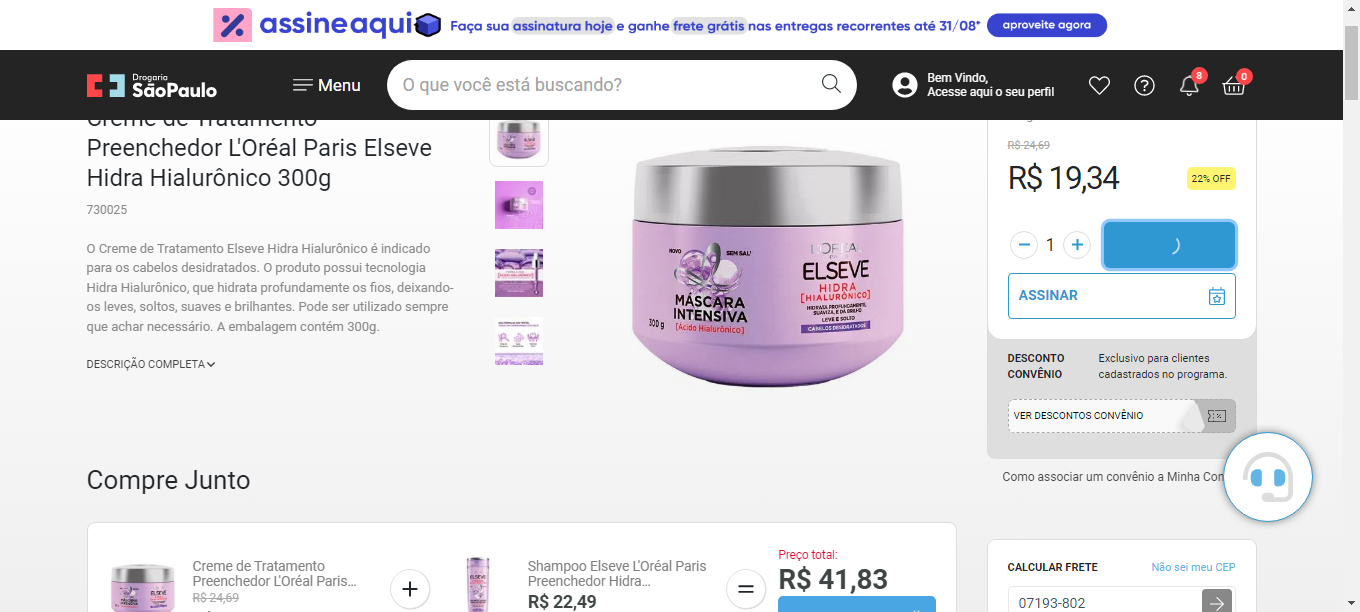 assineaqui
Faça sua assinatura hoje e ganhe frete grátis nas entregas recorrentes até 31/08*
aproveite agora
Drogaria
SãoPaulo
Menu
O que você está buscando?
Bem Vindo,
Acesse aqui o seu perfil
8
0
Creme de Tratamento
Preenchedor L'Oréal Paris Elseve
Hidra Hialurônico 300g
730025
O Creme de Tratamento Elseve Hidra Hialurônico é indicado
para os cabelos desidratados. O produto possui tecnologia
Hidra Hialurônico, que hidrata profundamente os fios, deixando-
os leves, soltos, suaves e brilhantes. Pode ser utilizado sempre
que achar necessário. A embalagem contém 300g.
DESCRIÇÃO COMPLETA
NOVO
SEM SAL
MÁSCARA
INTENSIVA
[Ácido Hialurônico]
300 g
L'ORÉAL
ELSEVE
HIDRA
[HIALURÔNICO]
HIDRATA PROFUNDAMENTE,
SUAVIZA, E DÁ BRILHO
LEVE E SOLTO
CABELOS DESIDRATADOS
R$ 24,69
R$ 19,34
22% OFF
1
ASSINAR
DESCONTO
CONVÊNIO
Exclusivo para clientes
cadastrados no programa.
VER DESCONTOS CONVÊNIO
Como associar um convênio a Minha Con
Compre Junto
Creme de Tratamento
Preenchedor L'Oréal Paris...
R$ 24,69
Shampoo Elseve L'Oréal Paris
Preenchedor Hidra...
R$ 22,49
Preço total:
R$ 41,83
CALCULAR FRETE
Não sei meu CEP
07193-802